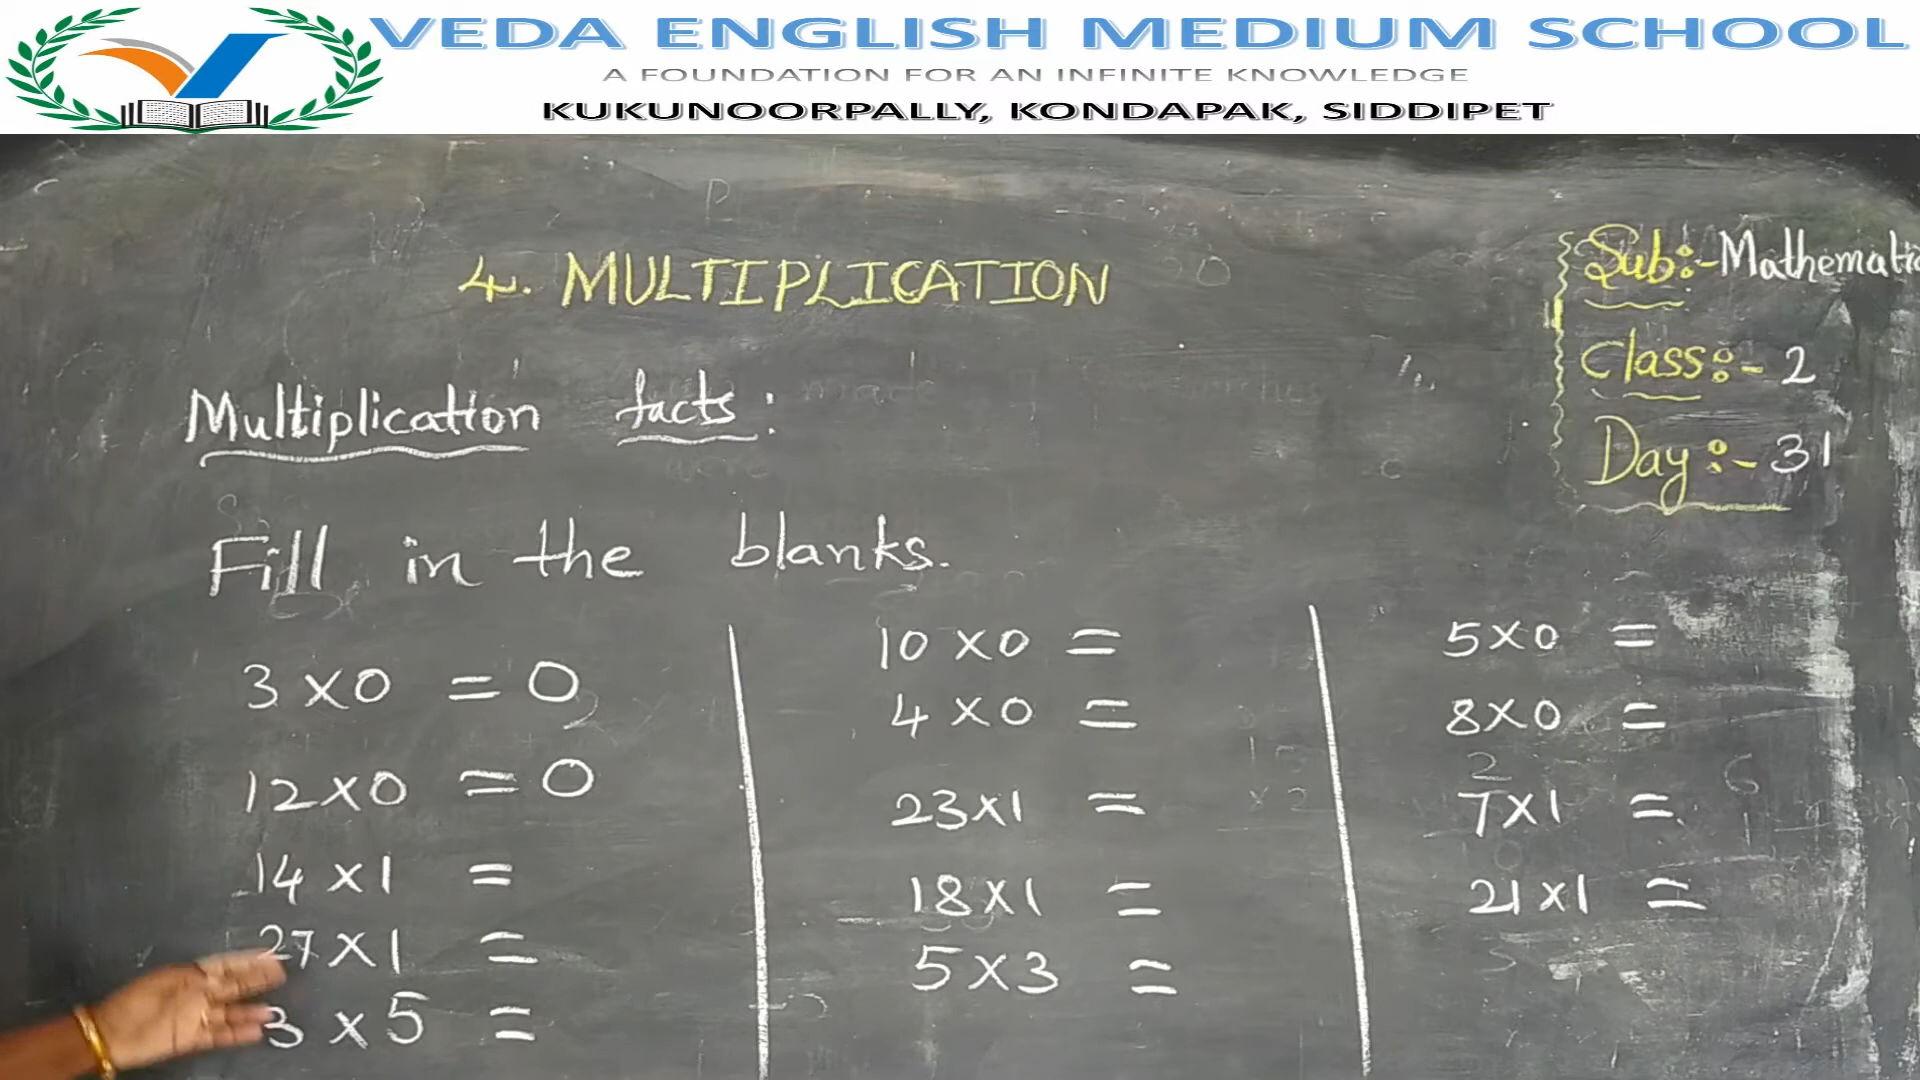 VEDA ENGLISH MEDIUM SCHOOL
A FOUNDATION FOR AN INFINITE KNOWLEDGE
KUKUNOORPALLY, KONDAPAK, SIDDIPET
4. MULTIPLICATION
Sub:- Mathematic
Class:- 2
Day:- 31
Multiplication facts:
Fill in the blanks.
3 × 0 = 0
12 × 0 = 0
14 × 1 =
27 × 1 =
3 × 5 =
10 × 0 =
4 × 0 =
23 × 1 =
18 × 1 =
5 × 3 =
5 × 0 =
8 × 0 =
7 × 1 =
21 × 1 =